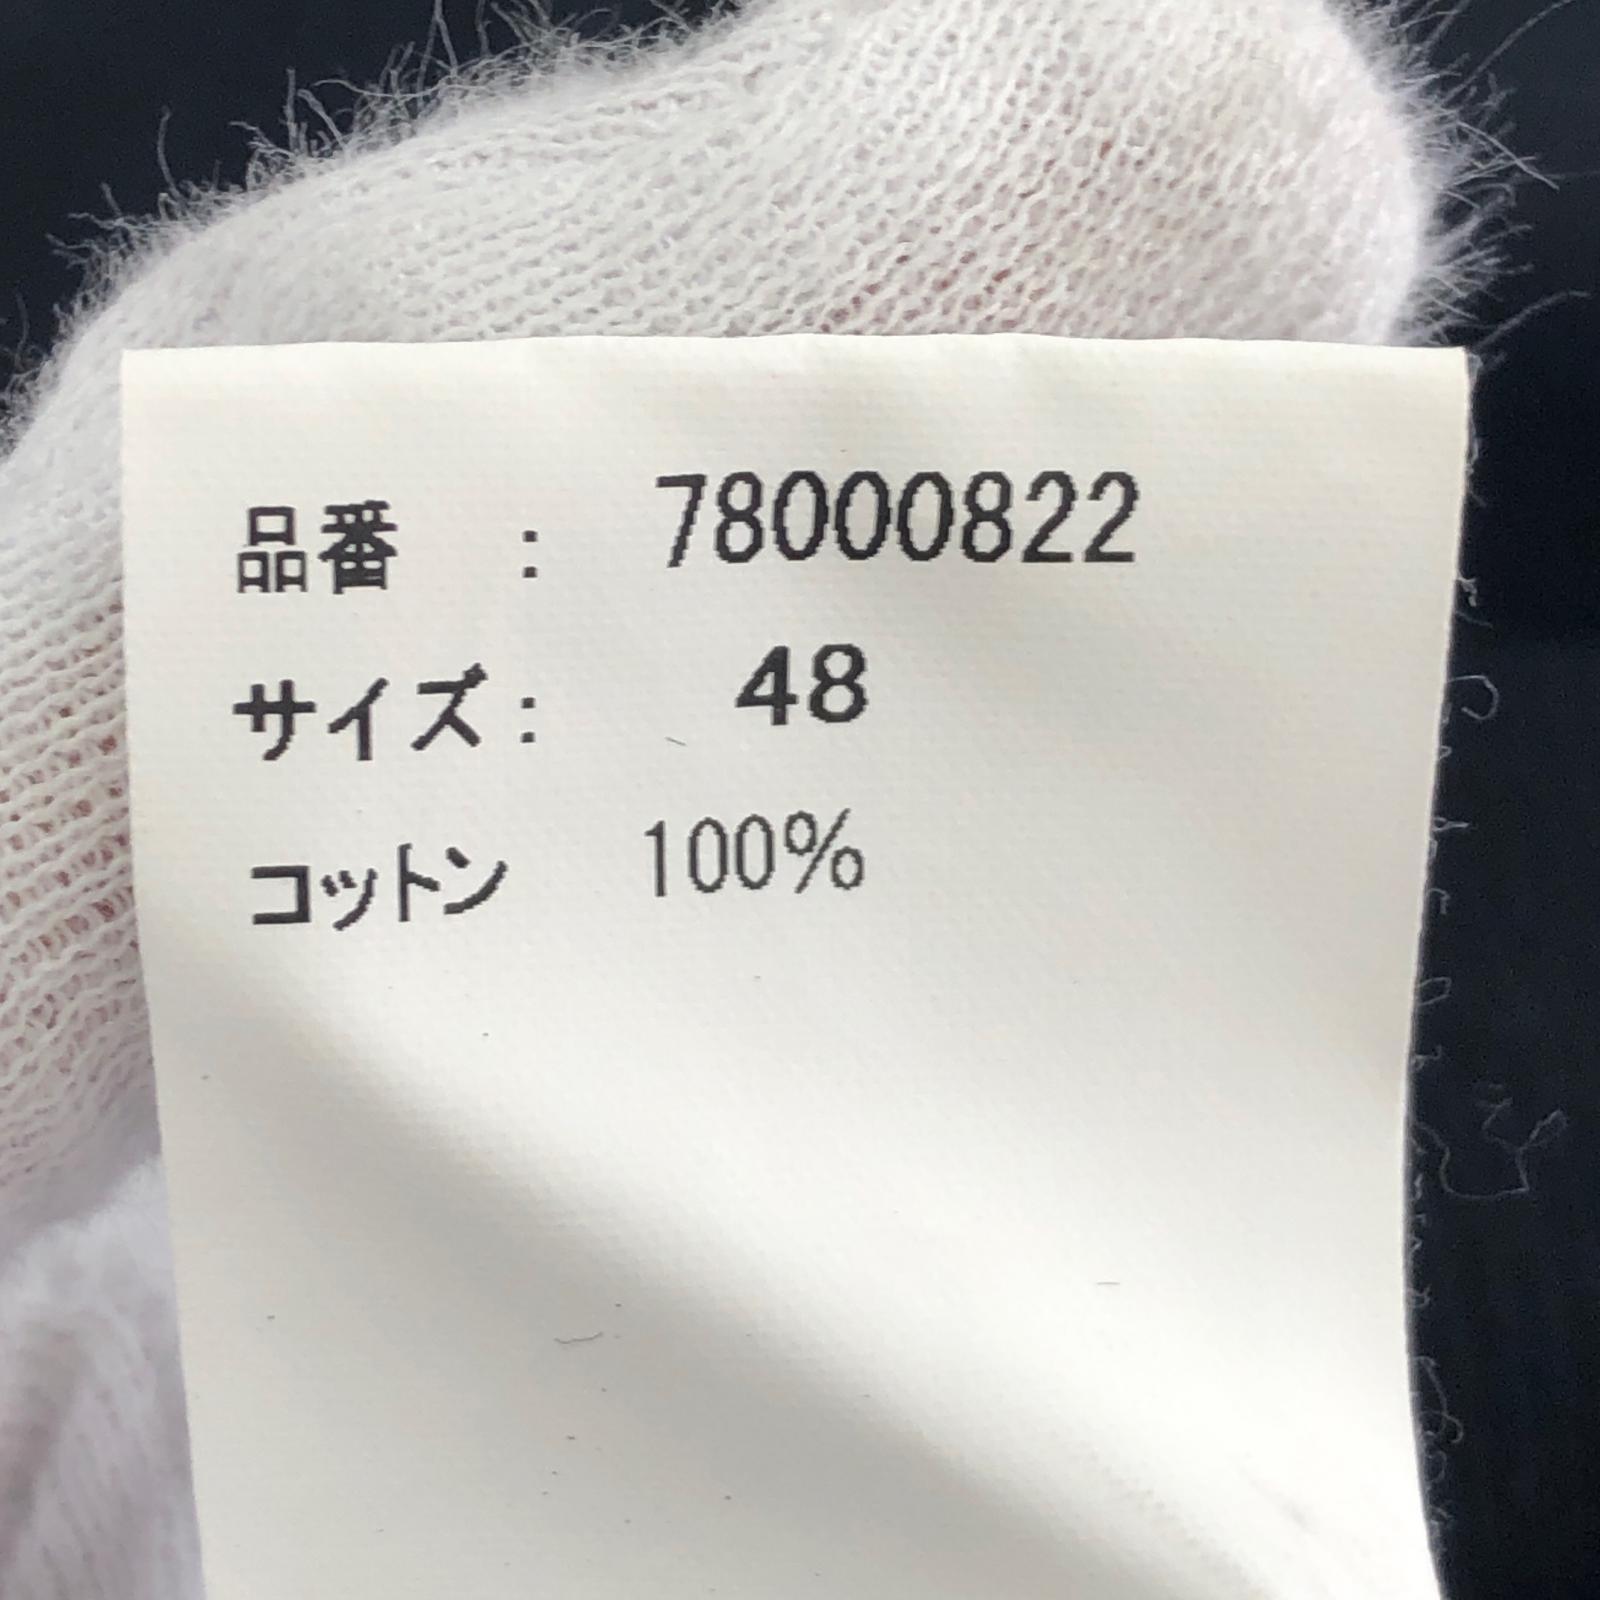 品番 : 78000822
サイズ : 48
コットン 100%